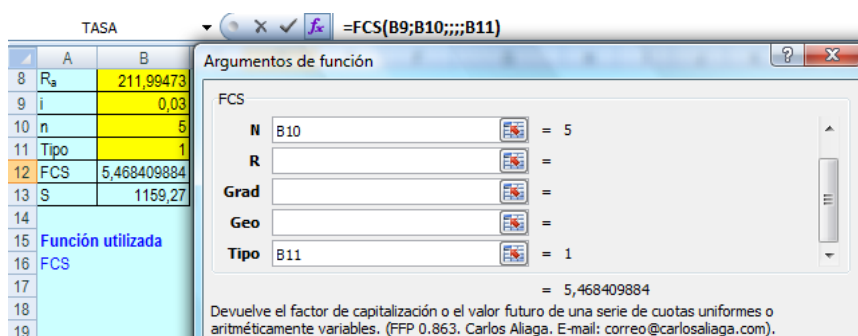 TASA =FCS(B9;B10;;;;B11)
A B
8 Rₐ 211,99473
9 i 0,03
10 n 5
11 Tipo 1
12 FCS 5,468409884
13 S 1159,27
14
15 Función utilizada
16 FCS
17
18
19
Argumentos de función
FCS
N B10 = 5
R =
Grad =
Geo =
Tipo B11 = 1
= 5,468409884
Devuelve el factor de capitalización o el valor futuro de una serie de cuotas uniformes o
aritméticamente variables. (FFP 0.863. Carlos Aliaga. E-mail: correo@carlosaliaga.com).